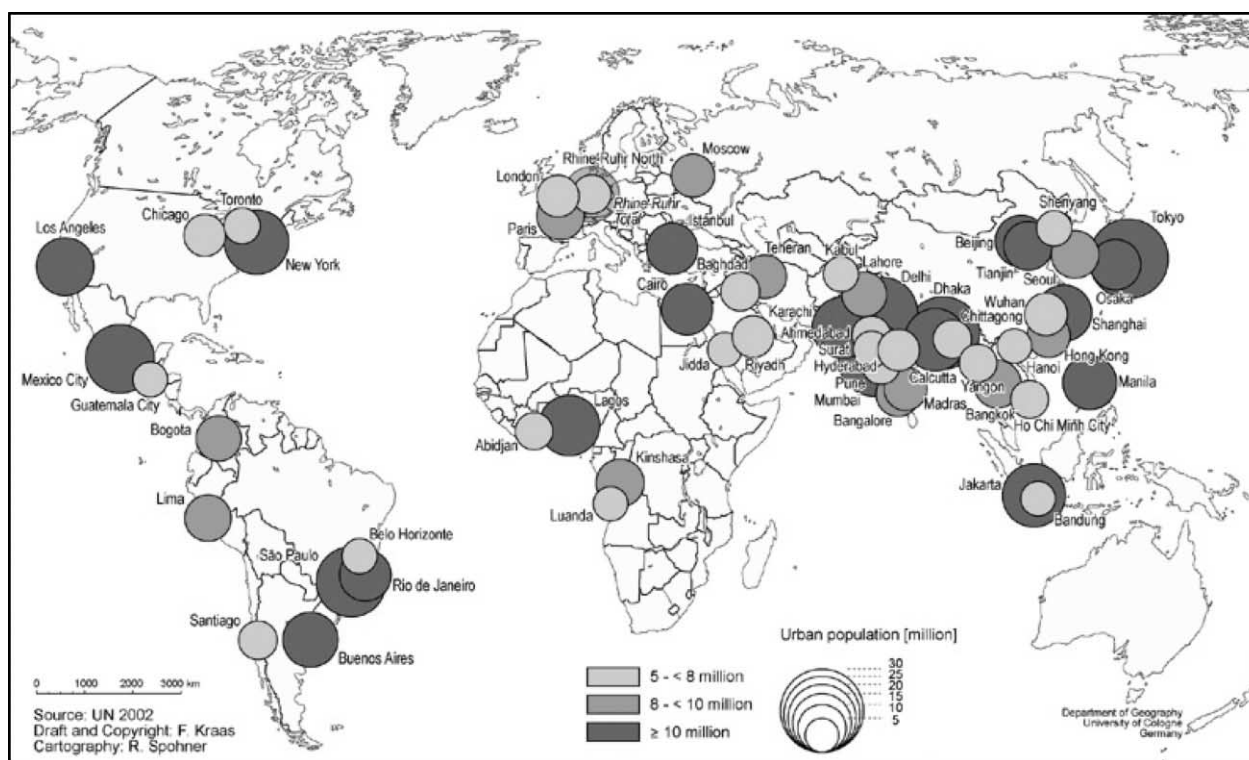 Los Angeles
Chicago
Toronto
New York
Mexico City
Guatemala City
Bogota
Lima
Belo Horizonte
São Paulo
Rio de Janeiro
Santiago
Buenos Aires
London
Rhine-Ruhr North
Rhine-Ruhr
Total
Paris
Moscow
Istanbul
Cairo
Baghdad
Teheran
Jidda
Riyadh
Lagos
Abidjan
Kinshasa
Luanda
Kabul
Lahore
Delhi
Karachi
Ahmedabad
Surat
Hyderabad
Pune
Mumbai
Bangalore
Madras
Calcutta
Dhaka
Chittagong
Yangon
Bangkok
Hanoi
Ho Chi Minh City
Beijing
Tianjin
Shenyang
Seoul
Tokyo
Osaka
Wuhan
Shanghai
Hong Kong
Manila
Jakarta
Bandung
0 1000 2000 3000 km
Source: UN 2002
Draft and Copyright: F. Kraas
Cartography: R. Spohner
5 - < 8 million
8 - < 10 million
≥ 10 million
Urban population [million]
30
25
20
15
10
5
Department of Geography
University of Cologne
Germany